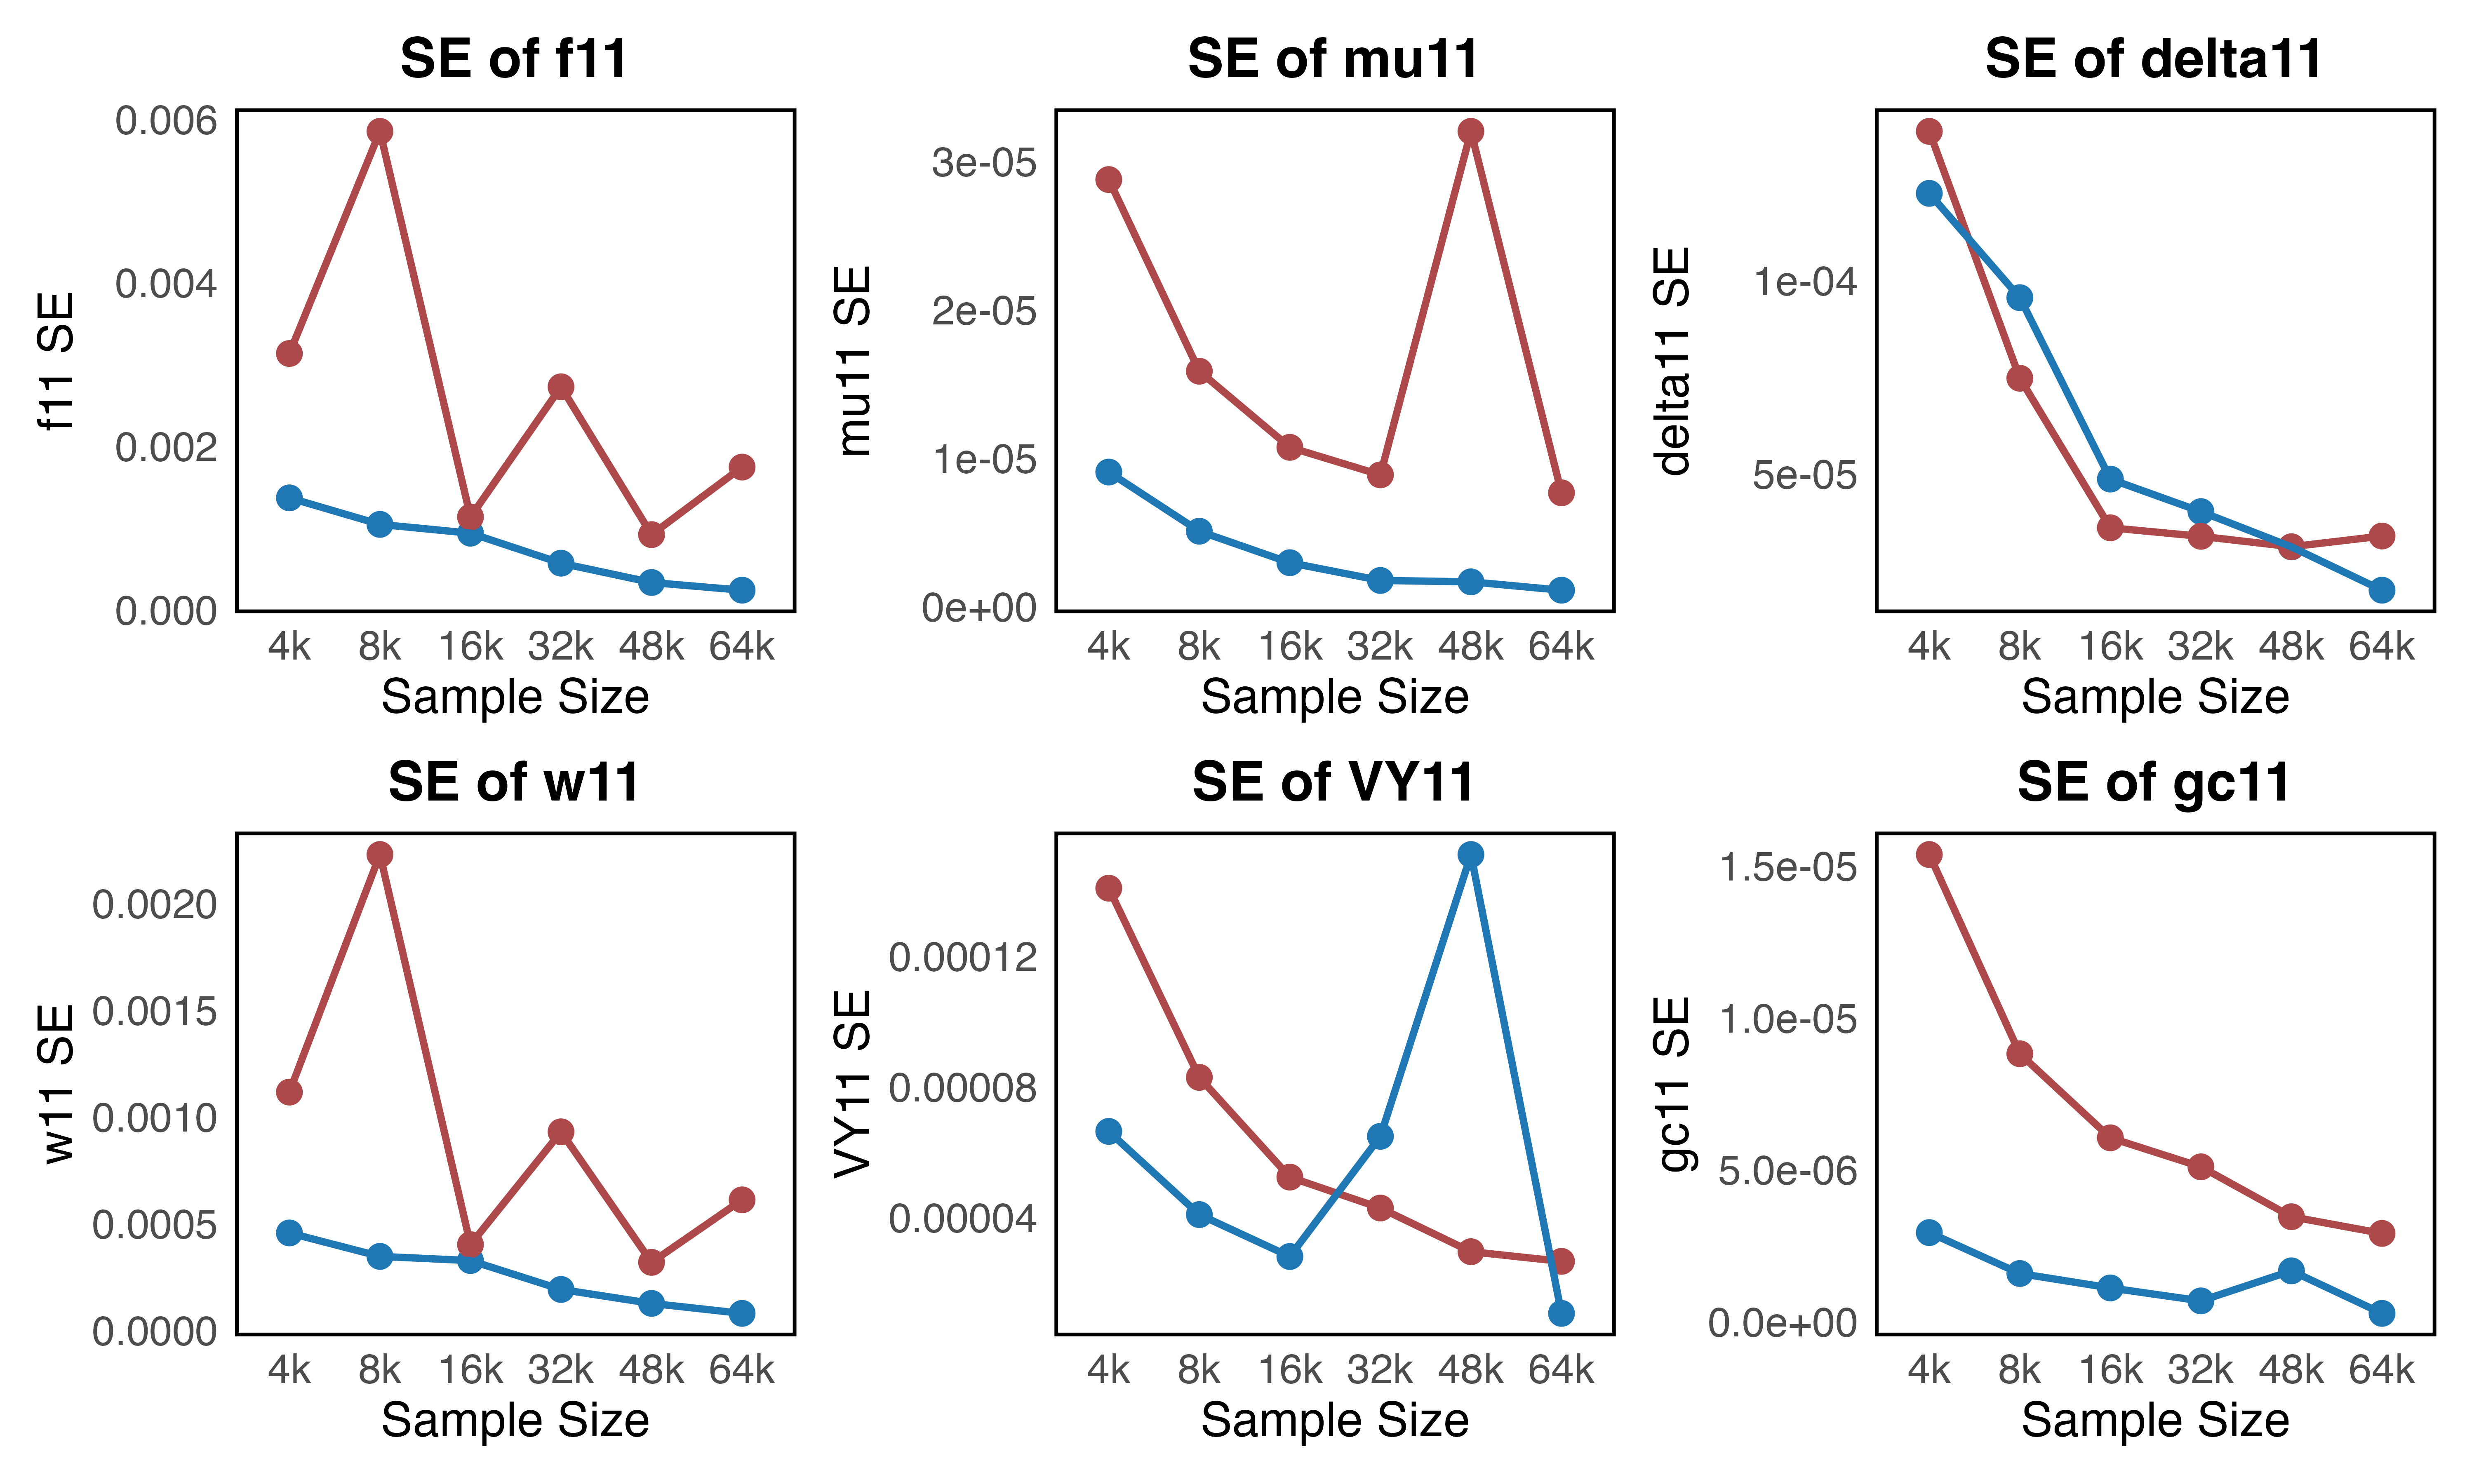 SE of f11
f11 SE
0.006
0.004
0.002
0.000
4k 8k 16k 32k 48k 64k
Sample Size
SE of mu11
mu11 SE
3e-05
2e-05
1e-05
0e+00
4k 8k 16k 32k 48k 64k
Sample Size
SE of delta11
delta11 SE
1e-04
5e-05
4k 8k 16k 32k 48k 64k
Sample Size
SE of w11
w11 SE
0.0020
0.0015
0.0010
0.0005
0.0000
4k 8k 16k 32k 48k 64k
Sample Size
SE of VY11
VY11 SE
0.00012
0.00008
0.00004
4k 8k 16k 32k 48k 64k
Sample Size
SE of gc11
gc11 SE
1.5e-05
1.0e-05
5.0e-06
0.0e+00
4k 8k 16k 32k 48k 64k
Sample Size